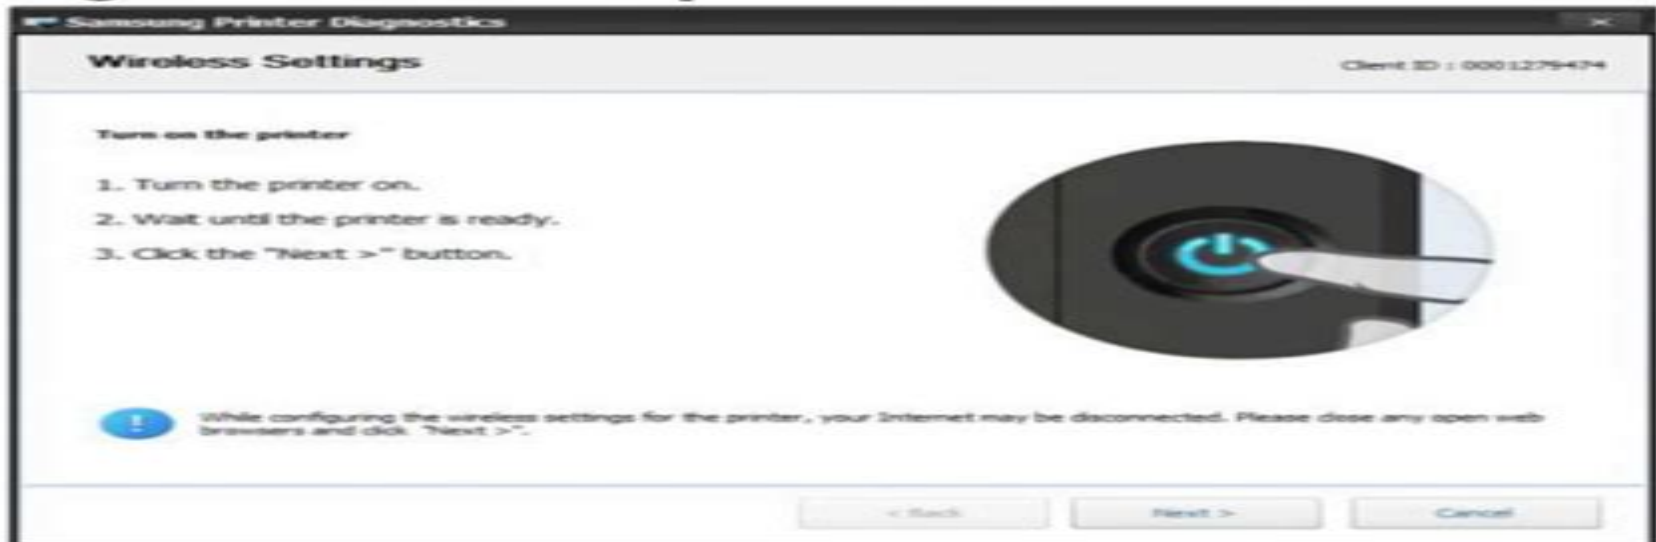 Samsung Printer Diagnostics
Wireless Settings
Client ID : 0001279474
Turn on the printer
1. Turn the printer on.
2. Wait until the printer is ready.
3. Click the "Next >" button.
While configuring the wireless settings for the printer, your Internet may be disconnected. Please close any open web
browsers and click "Next >".
< Back
Next >
Cancel